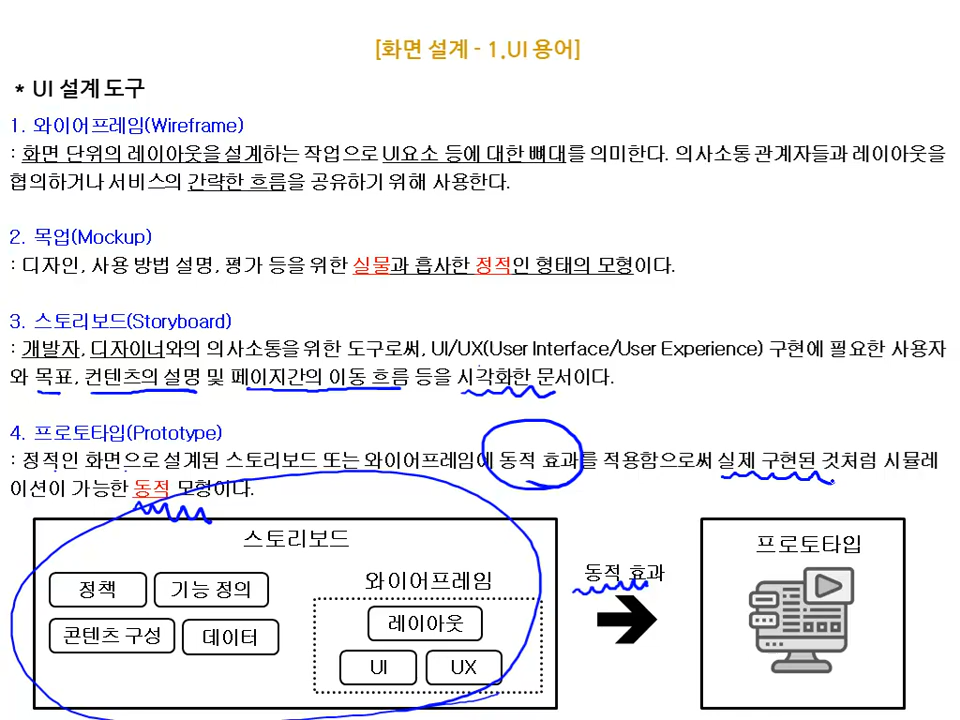 [화면 설계 - 1.UI 용어]
* UI 설계 도구
1. 와이어프레임(Wireframe)
: 화면 단위의 레이아웃을 설계하는 작업으로 UI요소 등에 대한 뼈대를 의미한다. 의사소통 관계자들과 레이아웃을
협의하거나 서비스의 간략한 흐름을 공유하기 위해 사용한다.
2. 목업(Mockup)
: 디자인, 사용 방법 설명, 평가 등을 위한 실물과 흡사한 정적인 형태의 모형이다.
3. 스토리보드(Storyboard)
: 개발자, 디자이너와의 의사소통을 위한 도구로써, UI/UX(User Interface/User Experience) 구현에 필요한 사용자
와 목표, 컨텐츠의 설명 및 페이지간의 이동 흐름 등을 시각화한 문서이다.
4. 프로토타입(Prototype)
: 정적인 화면으로 설계된 스토리보드 또는 와이어프레임에 동적 효과를 적용함으로써 실제 구현된 것처럼 시뮬레
이션이 가능한 동적 모형이다.
스토리보드
정책
기능 정의
콘텐츠 구성
데이터
와이어프레임
레이아웃
UI
UX
동적 효과
프로토타입